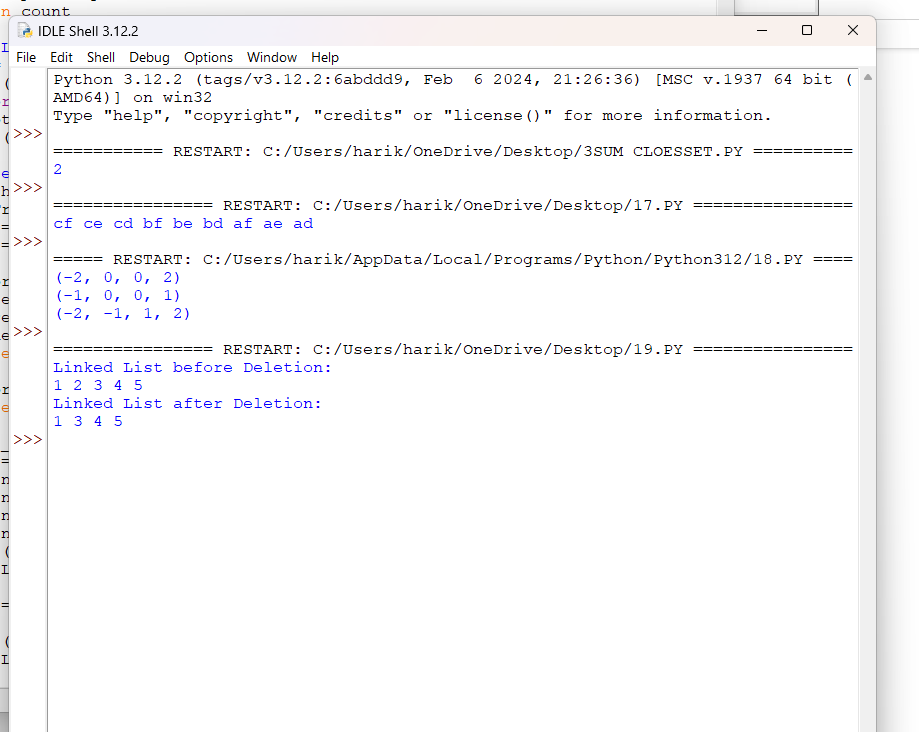 n count
IDLE Shell 3.12.2
File Edit Shell Debug Options Window Help
Python 3.12.2 (tags/v3.12.2:6abddd9, Feb  6 2024, 21:26:36) [MSC v.1937 64 bit (
AMD64)] on win32
Type "help", "copyright", "credits" or "license()" for more information.
>>>
=========== RESTART: C:/Users/harik/OneDrive/Desktop/3SUM CLOESSET.PY ==========
2
>>>
================ RESTART: C:/Users/harik/OneDrive/Desktop/17.PY ================
cf ce cd bf be bd af ae ad
>>>
===== RESTART: C:/Users/harik/AppData/Local/Programs/Python/Python312/18.PY ====
(-2, 0, 0, 2)
(-1, 0, 0, 1)
(-2, -1, 1, 2)
>>>
================ RESTART: C:/Users/harik/OneDrive/Desktop/19.PY ================
Linked List before Deletion:
1 2 3 4 5
Linked List after Deletion:
1 3 4 5
>>>